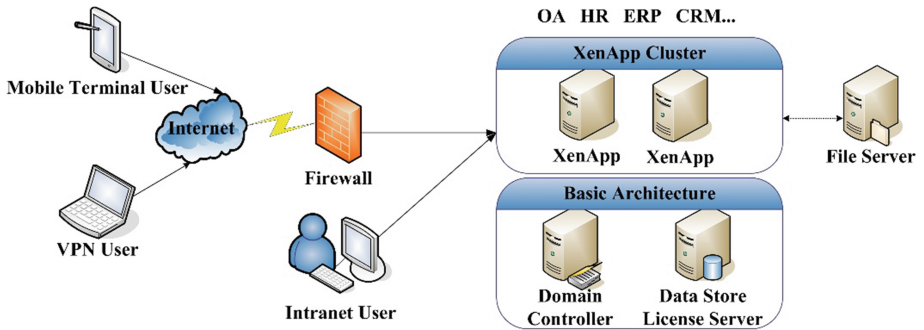 OA HR ERP CRM...
XenApp Cluster
Mobile Terminal User
Internet
XenApp
XenApp
File Server
Firewall
Basic Architecture
VPN User
Intranet User
Domain
Controller
Data Store
License Server